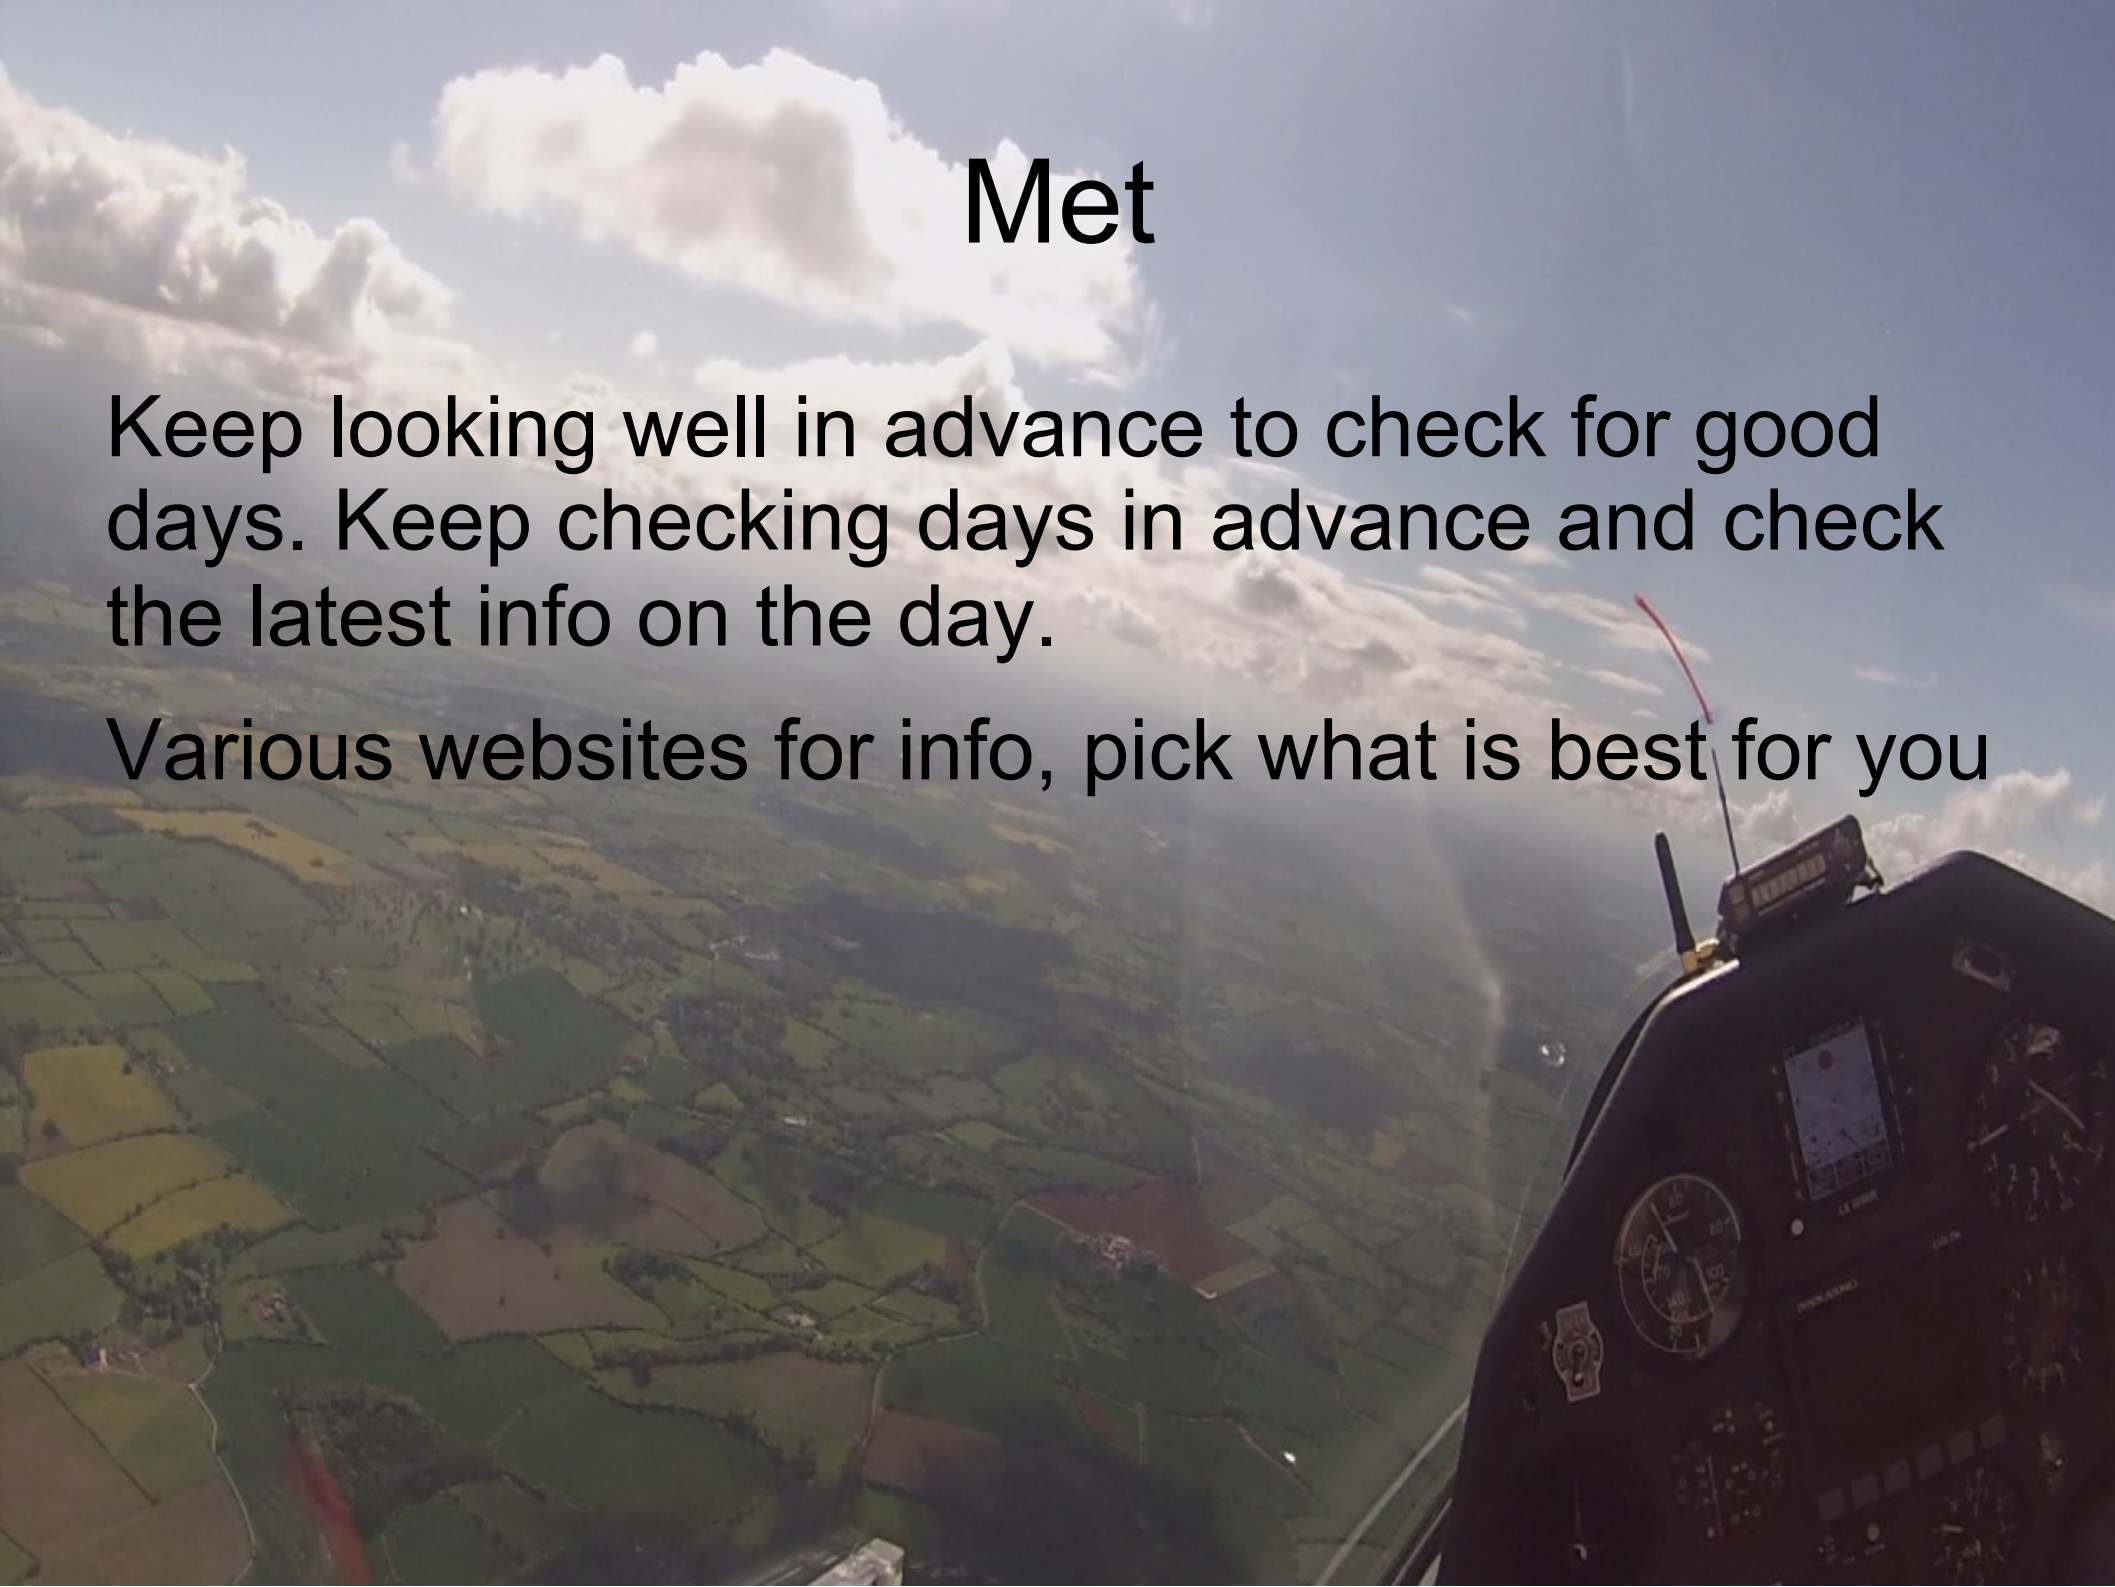 Met
Keep looking well in advance to check for good
days. Keep checking days in advance and check
the latest info on the day.
Various websites for info, pick what is best for you